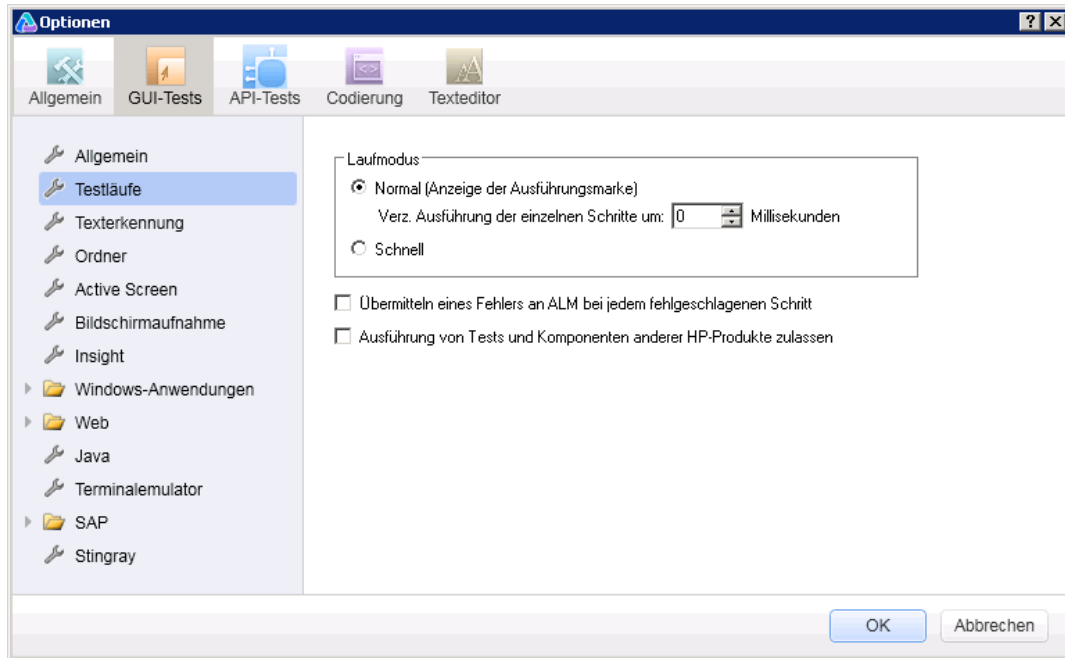 Optionen
Allgemein
GUI-Tests
API-Tests
Codierung
Texteditor
Allgemein
Testläufe
Texterkennung
Ordner
Active Screen
Bildschirmaufnahme
Insight
Windows-Anwendungen
Web
Java
Terminalemulator
SAP
Stingray
Laufmodus
Normal (Anzeige der Ausführungsmarke)
Verz. Ausführung der einzelnen Schritte um: 0 Millisekunden
Schnell
Übermitteln eines Fehlers an ALM bei jedem fehlgeschlagenen Schritt
Ausführung von Tests und Komponenten anderer HP-Produkte zulassen
OK
Abbrechen